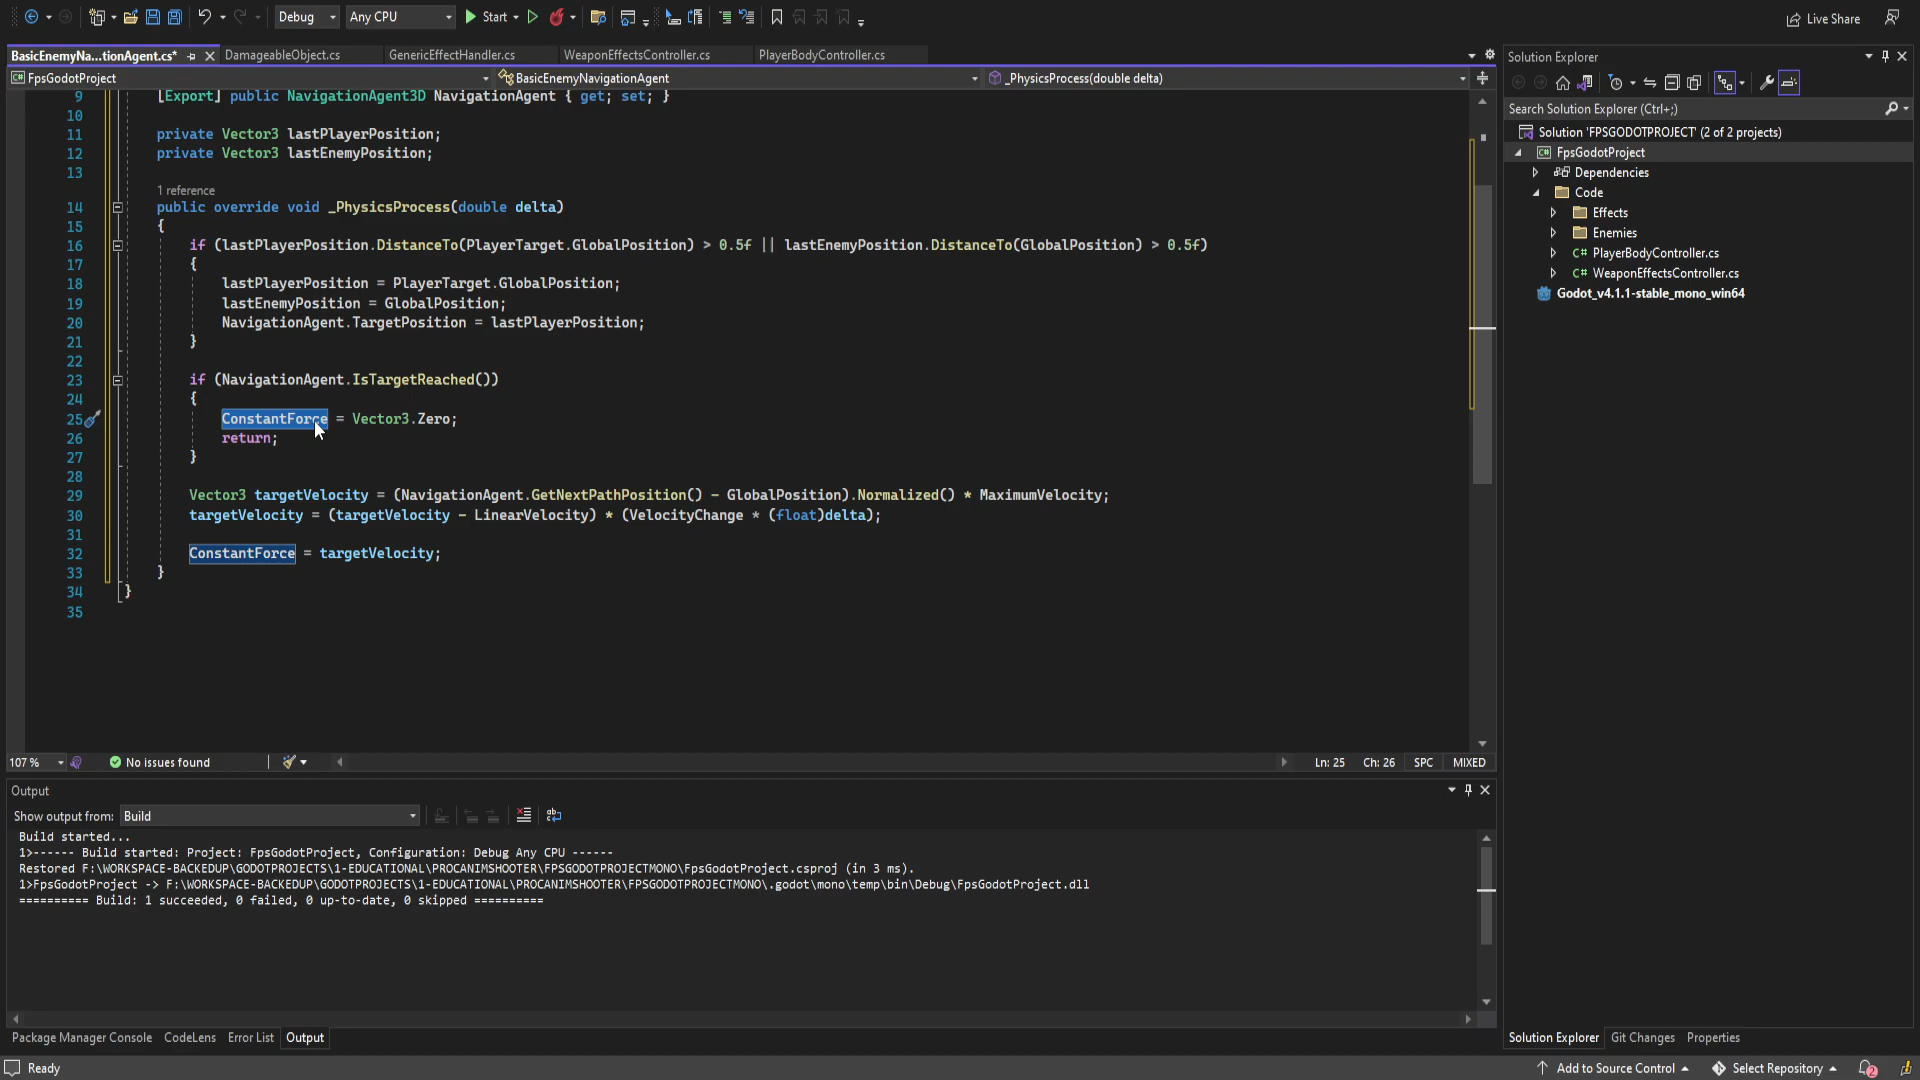 Debug
Any CPU
Start
Live Share
BasicEnemyNa...tionAgent.cs*
DamageableObject.cs
GenericEffectHandler.cs
WeaponEffectsController.cs
PlayerBodyController.cs
FpsGodotProject
BasicEnemyNavigationAgent
_PhysicsProcess(double delta)
9 [Export] public NavigationAgent3D NavigationAgent { get; set; }
10
11 private Vector3 lastPlayerPosition;
12 private Vector3 lastEnemyPosition;
13
1 reference
14 public override void _PhysicsProcess(double delta)
15 {
16 if (lastPlayerPosition.DistanceTo(PlayerTarget.GlobalPosition) > 0.5f || lastEnemyPosition.DistanceTo(GlobalPosition) > 0.5f)
17 {
18 lastPlayerPosition = PlayerTarget.GlobalPosition;
19 lastEnemyPosition = GlobalPosition;
20 NavigationAgent.TargetPosition = lastPlayerPosition;
21 }
22
23 if (NavigationAgent.IsTargetReached())
24 {
25 ConstantForce = Vector3.Zero;
26 return;
27 }
28
29 Vector3 targetVelocity = (NavigationAgent.GetNextPathPosition() - GlobalPosition).Normalized() * MaximumVelocity;
30 targetVelocity = (targetVelocity - LinearVelocity) * (VelocityChange * (float)delta);
31
32 ConstantForce = targetVelocity;
33 }
34 }
35
107 %
No issues found
Ln: 25 Ch: 26 SPC MIXED
Output
Show output from: Build
Build started...
1>------ Build started: Project: FpsGodotProject, Configuration: Debug Any CPU ------
Restored F:\WORKSPACE-BACKEDUP\GODOTPROJECTS\1-EDUCATIONAL\PROCANIMSHOOTER\FPSGODOTPROJECTMONO\FpsGodotProject.csproj (in 3 ms).
1>FpsGodotProject -> F:\WORKSPACE-BACKEDUP\GODOTPROJECTS\1-EDUCATIONAL\PROCANIMSHOOTER\FPSGODOTPROJECTMONO\.godot\mono\temp\bin\Debug\FpsGodotProject.dll
========== Build: 1 succeeded, 0 failed, 0 up-to-date, 0 skipped ==========
Package Manager Console CodeLens Error List Output
Ready
Solution Explorer
Search Solution Explorer (Ctrl+;)
Solution 'FPSGODOTPROJECT' (2 of 2 projects)
C# FpsGodotProject
Dependencies
Code
Effects
Enemies
C# PlayerBodyController.cs
C# WeaponEffectsController.cs
Godot_v4.1.1-stable_mono_win64
Solution Explorer Git Changes Properties
Add to Source Control Select Repository 2